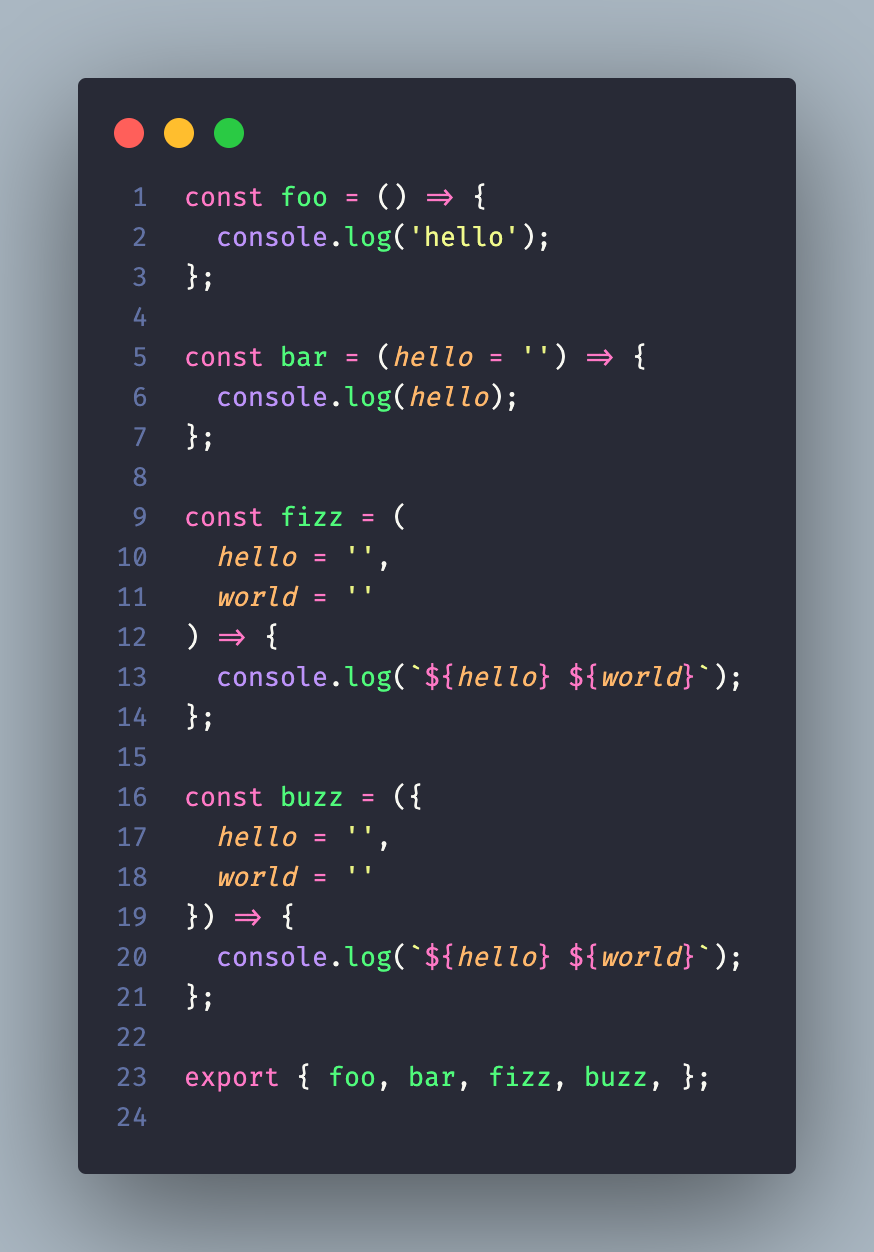 1 const foo = () => {
2   console.log('hello');
3 };
4
5 const bar = (hello = '') => {
6   console.log(hello);
7 };
8
9 const fizz = (
10   hello = '',
11   world = ''
12 ) => {
13   console.log(`${hello} ${world}`);
14 };
15
16 const buzz = ({
17   hello = '',
18   world = ''
19 }) => {
20   console.log(`${hello} ${world}`);
21 };
22
23 export { foo, bar, fizz, buzz, };
24